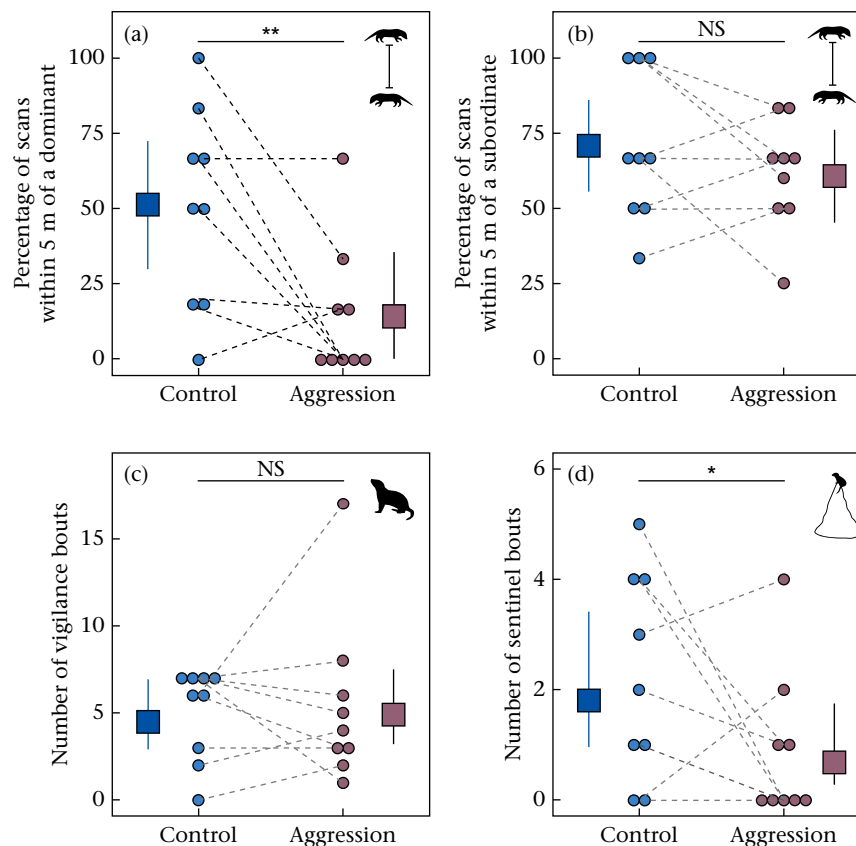 (a)
**
Percentage of scans
within 5 m of a dominant
100
75
50
25
0
Control
Aggression
(b)
NS
Percentage of scans
within 5 m of a subordinate
100
75
50
25
0
Control
Aggression
(c)
NS
Number of vigilance bouts
15
10
5
0
Control
Aggression
(d)
*
Number of sentinel bouts
6
4
2
0
Control
Aggression